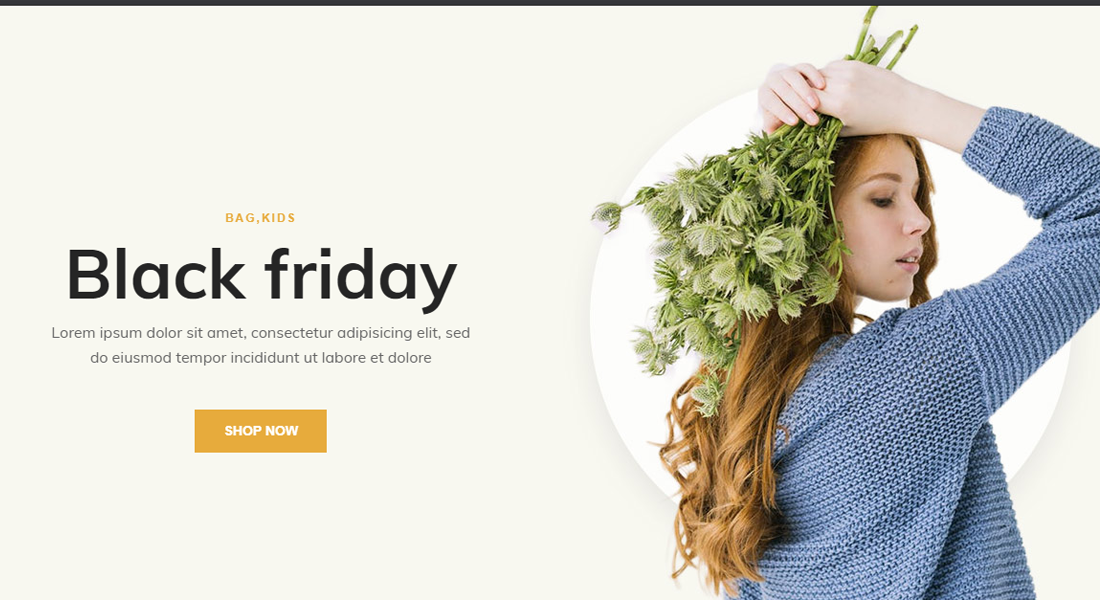 BAG,KIDS
Black friday
Lorem ipsum dolor sit amet, consectetur adipisicing elit, sed
do eiusmod tempor incididunt ut labore et dolore
SHOP NOW